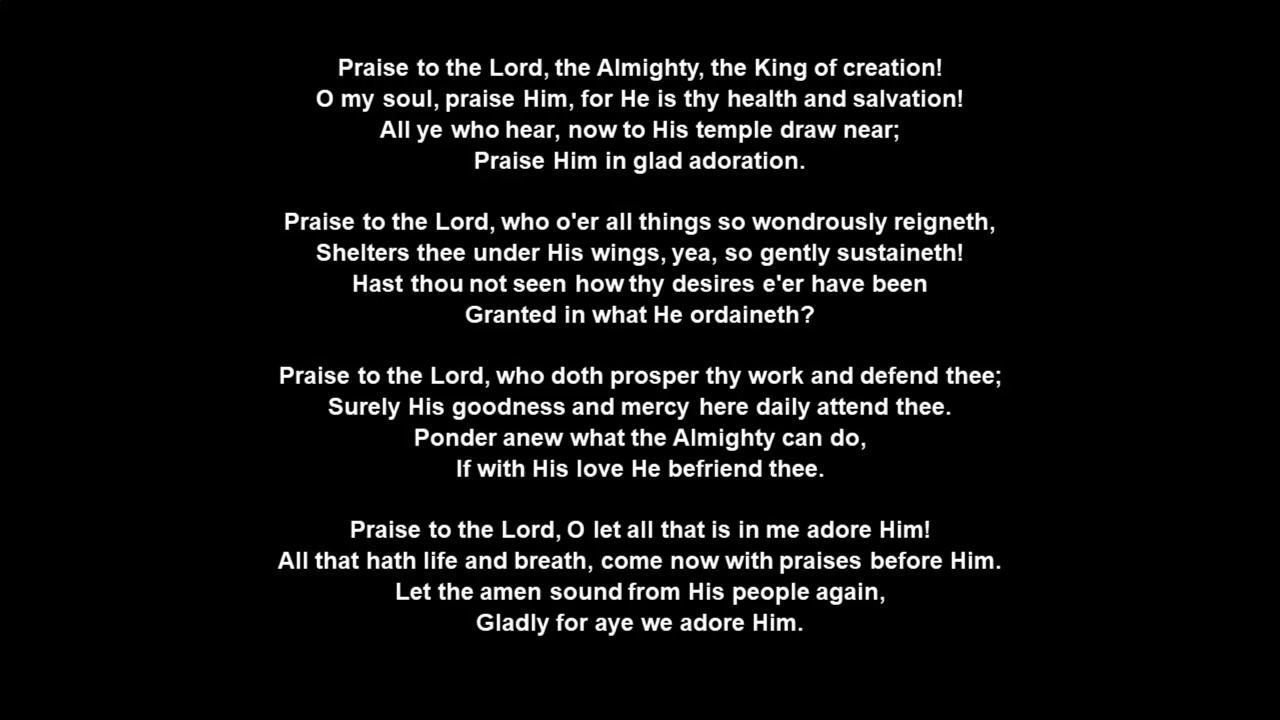 Praise to the Lord, the Almighty, the King of creation!
O my soul, praise Him, for He is thy health and salvation!
All ye who hear, now to His temple draw near;
Praise Him in glad adoration.
Praise to the Lord, who o'er all things so wondrously reigneth,
Shelters thee under His wings, yea, so gently sustaineth!
Hast thou not seen how thy desires e'er have been
Granted in what He ordaineth?
Praise to the Lord, who doth prosper thy work and defend thee;
Surely His goodness and mercy here daily attend thee.
Ponder anew what the Almighty can do,
If with His love He befriend thee.
Praise to the Lord, O let all that is in me adore Him!
All that hath life and breath, come now with praises before Him.
Let the amen sound from His people again,
Gladly for aye we adore Him.